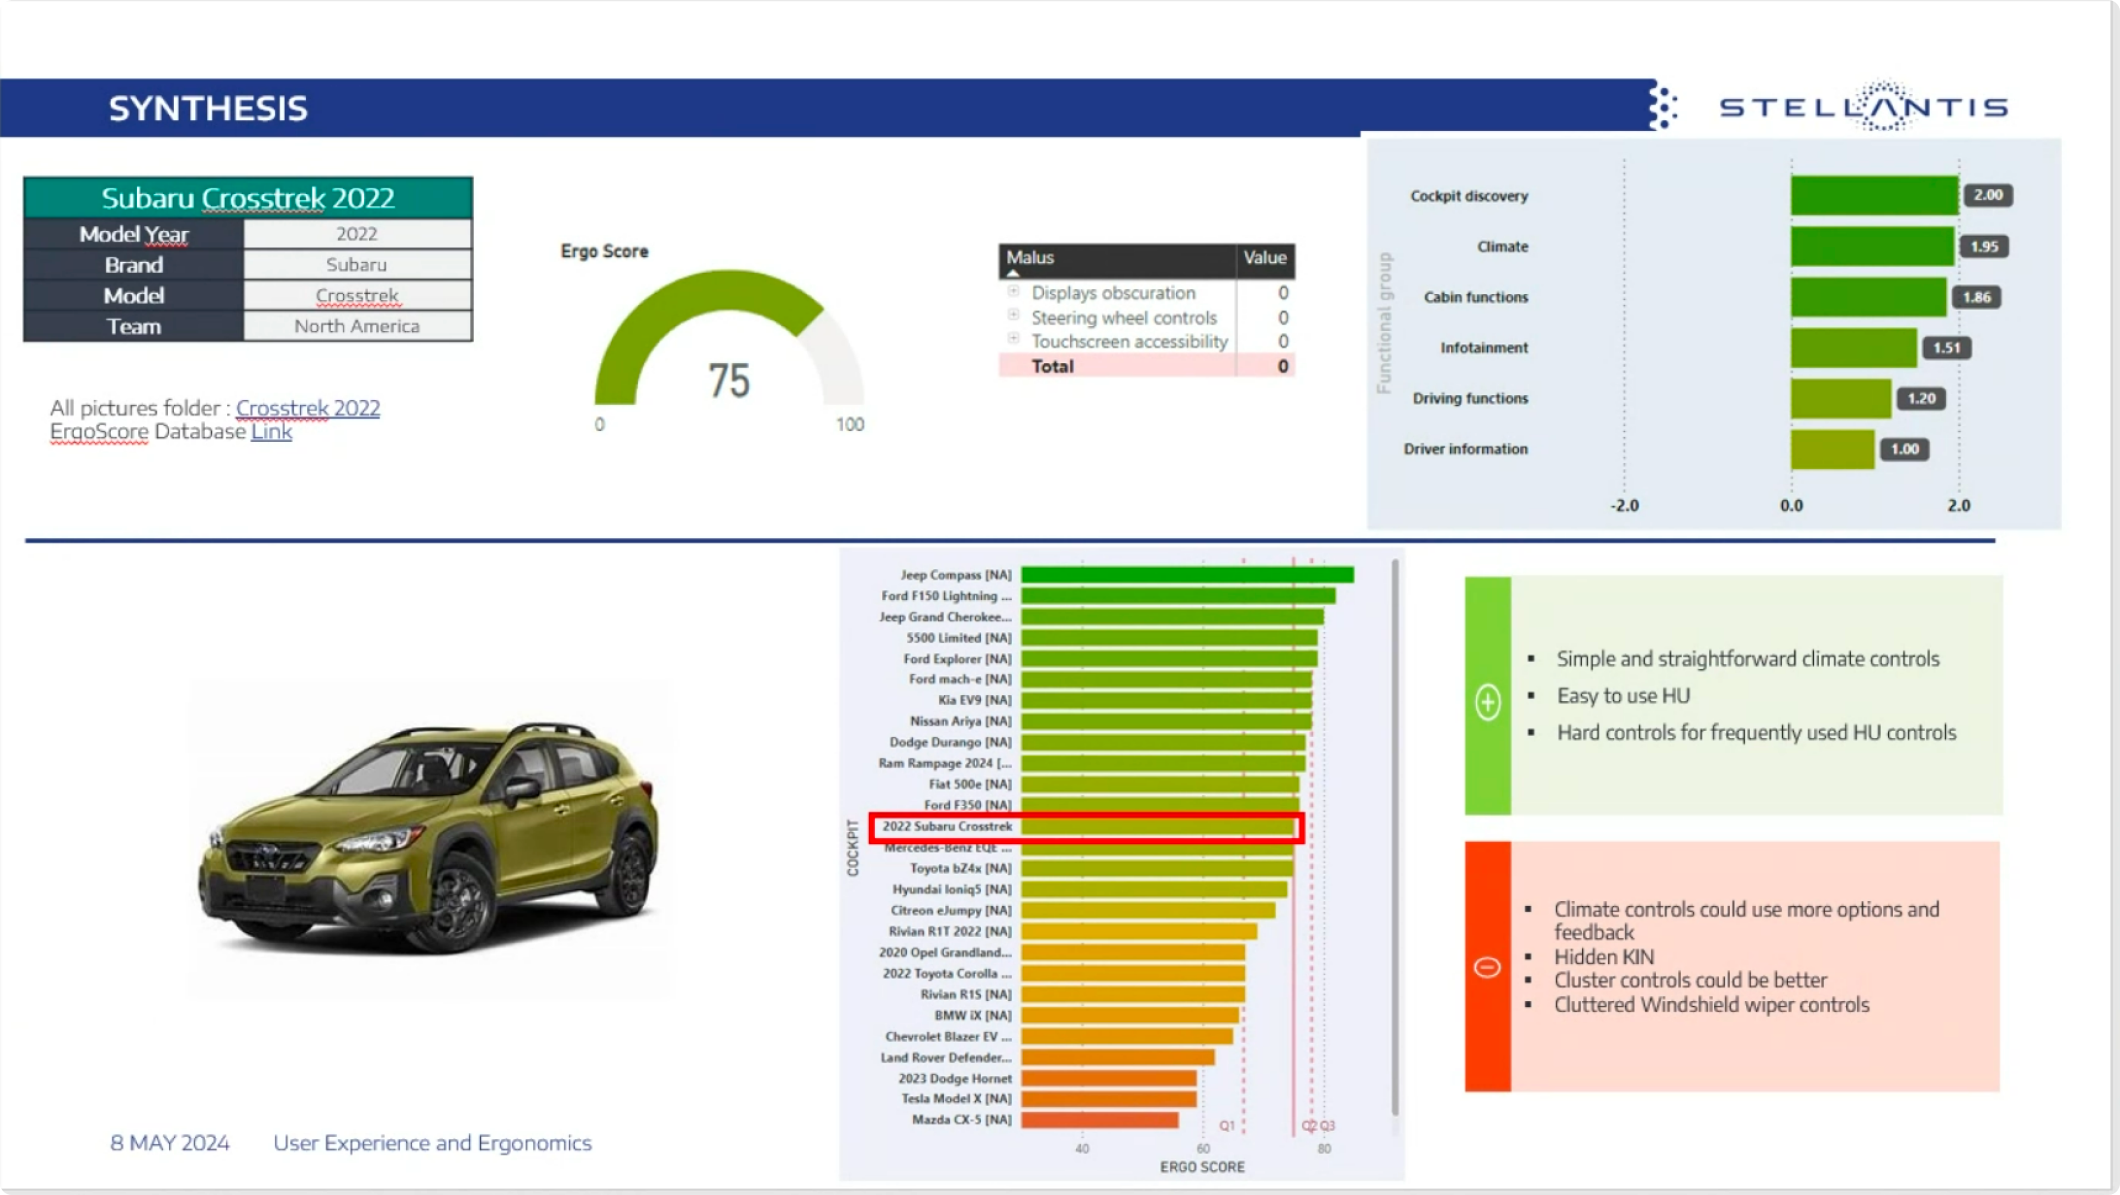 SYNTHESIS
STELLANTIS
Subaru Crosstrek 2022
Model Year 2022
Brand Subaru
Model Crosstrek
Team North America
All pictures folder : Crosstrek 2022
ErgoScore Database Link
Ergo Score
75
0 100
Malus Value
Displays obscuration 0
Steering wheel controls 0
Touchscreen accessibility 0
Total 0
Functional group
Cockpit discovery 2.00
Climate 1.95
Cabin functions 1.86
Infotainment 1.51
Driving functions 1.20
Driver information 1.00
-2.0 0.0 2.0
COCKPIT
Jeep Compass [NA]
Ford F150 Lightning ...
Jeep Grand Cherokee...
5500 Limited [NA]
Ford Explorer [NA]
Ford mach-e [NA]
Kia EV9 [NA]
Nissan Ariya [NA]
Dodge Durango [NA]
Ram Rampage 2024 [...
Fiat 500e [NA]
Ford F350 [NA]
2022 Subaru Crosstrek
Mercedes-Benz EQE ...
Toyota bZ4x [NA]
Hyundai Ioniq5 [NA]
Citreon eJumpy [NA]
Rivian R1T 2022 [NA]
2020 Opel Grandland...
2022 Toyota Corolla ...
Rivian R1S [NA]
BMW iX [NA]
Chevrolet Blazer EV ...
Land Rover Defender...
2023 Dodge Hornet
Tesla Model X [NA]
Mazda CX-5 [NA]
Q1 Q2 Q3
40 60 80
ERGO SCORE
▪ Simple and straightforward climate controls
▪ Easy to use HU
▪ Hard controls for frequently used HU controls
▪ Climate controls could use more options and
feedback
▪ Hidden KIN
▪ Cluster controls could be better
▪ Cluttered Windshield wiper controls
8 MAY 2024 User Experience and Ergonomics